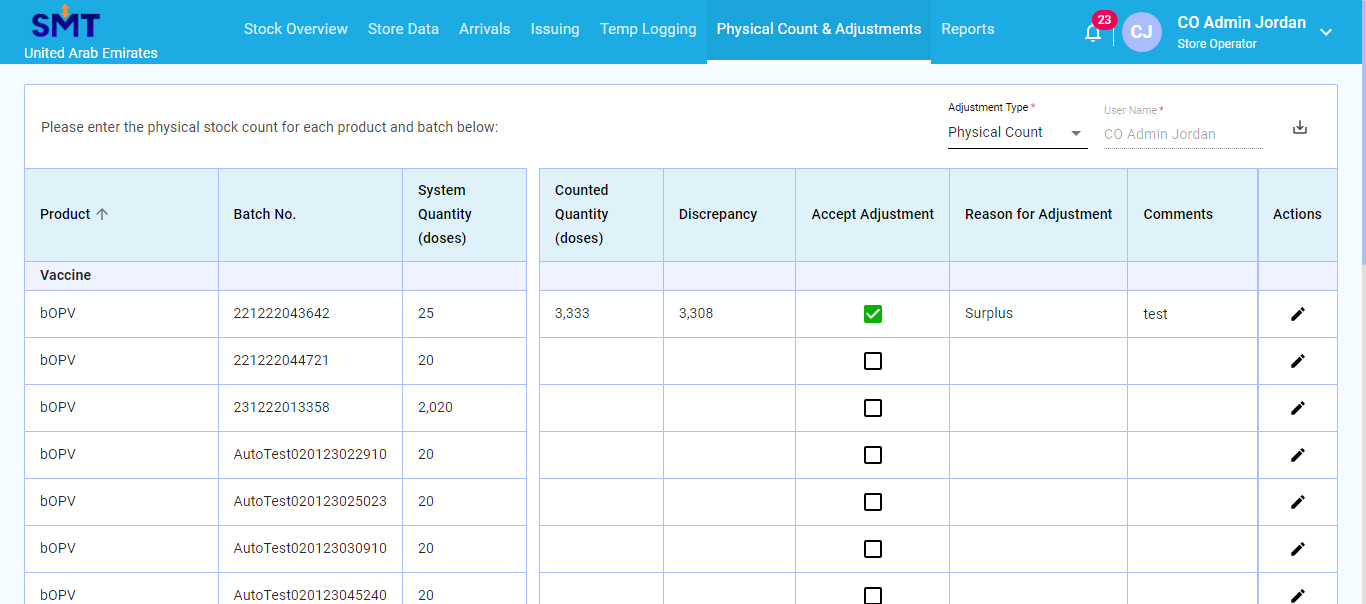 SMT
United Arab Emirates
Stock Overview Store Data Arrivals Issuing Temp Logging Physical Count & Adjustments Reports
23
CJ
CO Admin Jordan
Store Operator
Please enter the physical stock count for each product and batch below:
Adjustment Type *
Physical Count
User Name *
CO Admin Jordan
Product Batch No. System Quantity (doses) Counted Quantity (doses) Discrepancy Accept Adjustment Reason for Adjustment Comments Actions
Vaccine
bOPV 221222043642 25 3,333 3,308 Surplus test
bOPV 221222044721 20
bOPV 231222013358 2,020
bOPV AutoTest020123022910 20
bOPV AutoTest020123025023 20
bOPV AutoTest020123030910 20
bOPV AutoTest020123045240 20